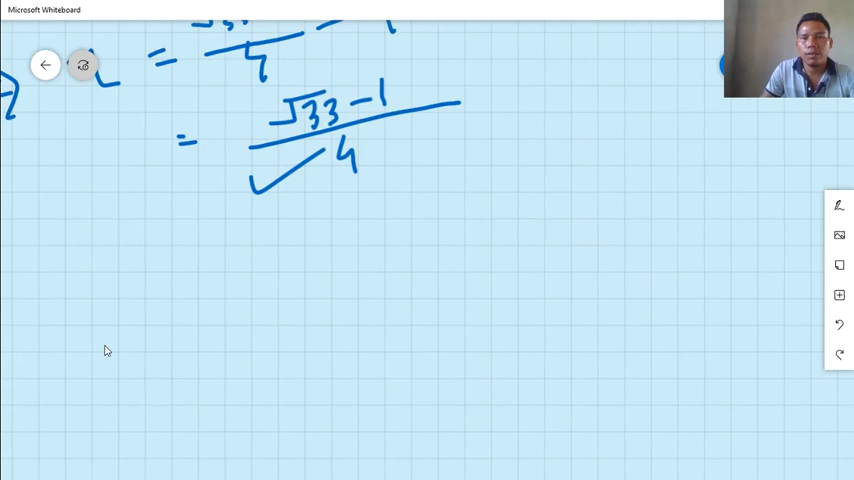 Microsoft Whiteboard
=
4
= √33 - 1
4